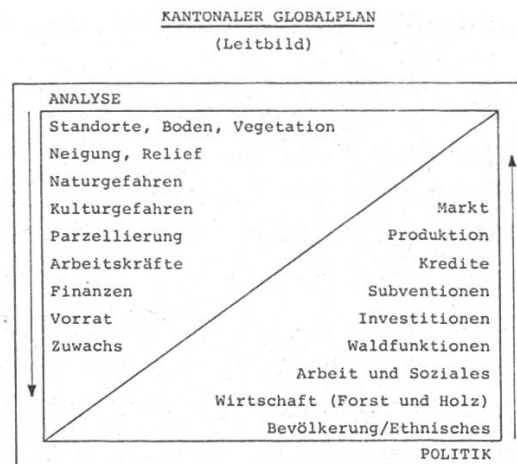 KANTONALER GLOBALPLAN
(Leitbild)
ANALYSE
Standorte, Boden, Vegetation
Neigung, Relief
Naturgefahren
Kulturgefahren
Parzellierung
Arbeitskräfte
Finanzen
Vorrat
Zuwachs
Markt
Produktion
Kredite
Subventionen
Investitionen
Waldfunktionen
Arbeit und Soziales
Wirtschaft (Forst und Holz)
Bevölkerung/Ethnisches
POLITIK